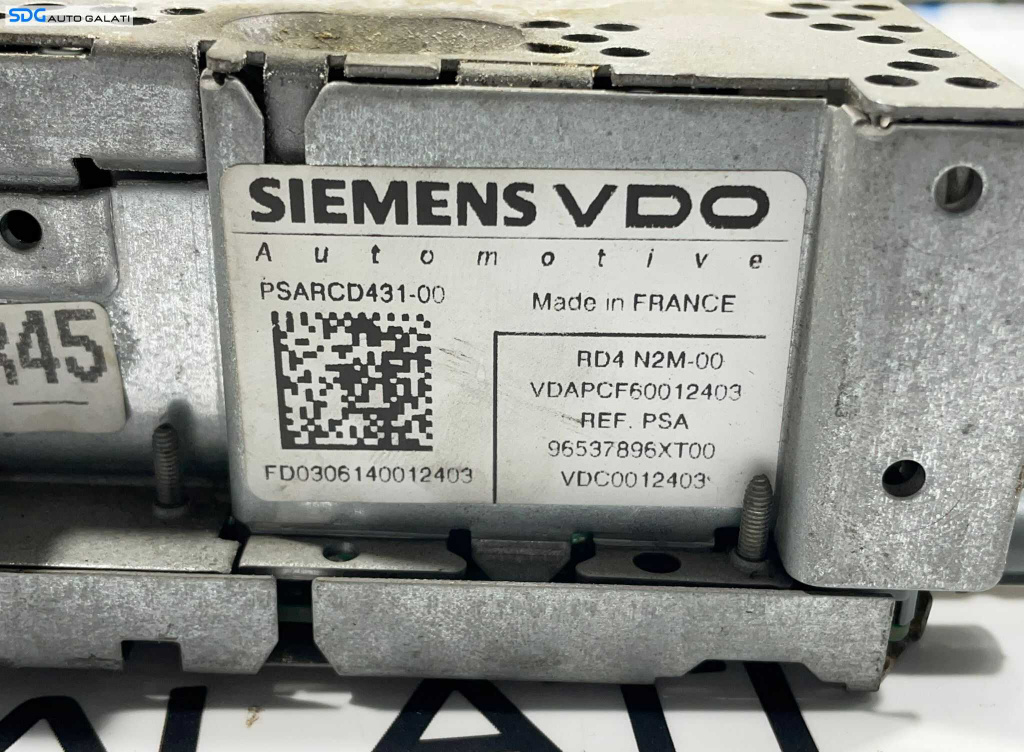 SDG AUTO GALATI
SIEMENS VDO
Automotive
PSARCD431-00
Made in FRANCE
RD4 N2M-00
VDAPCF60012403
REF. PSA
96537896XT00
VDC0012403
FD0306140012403
45